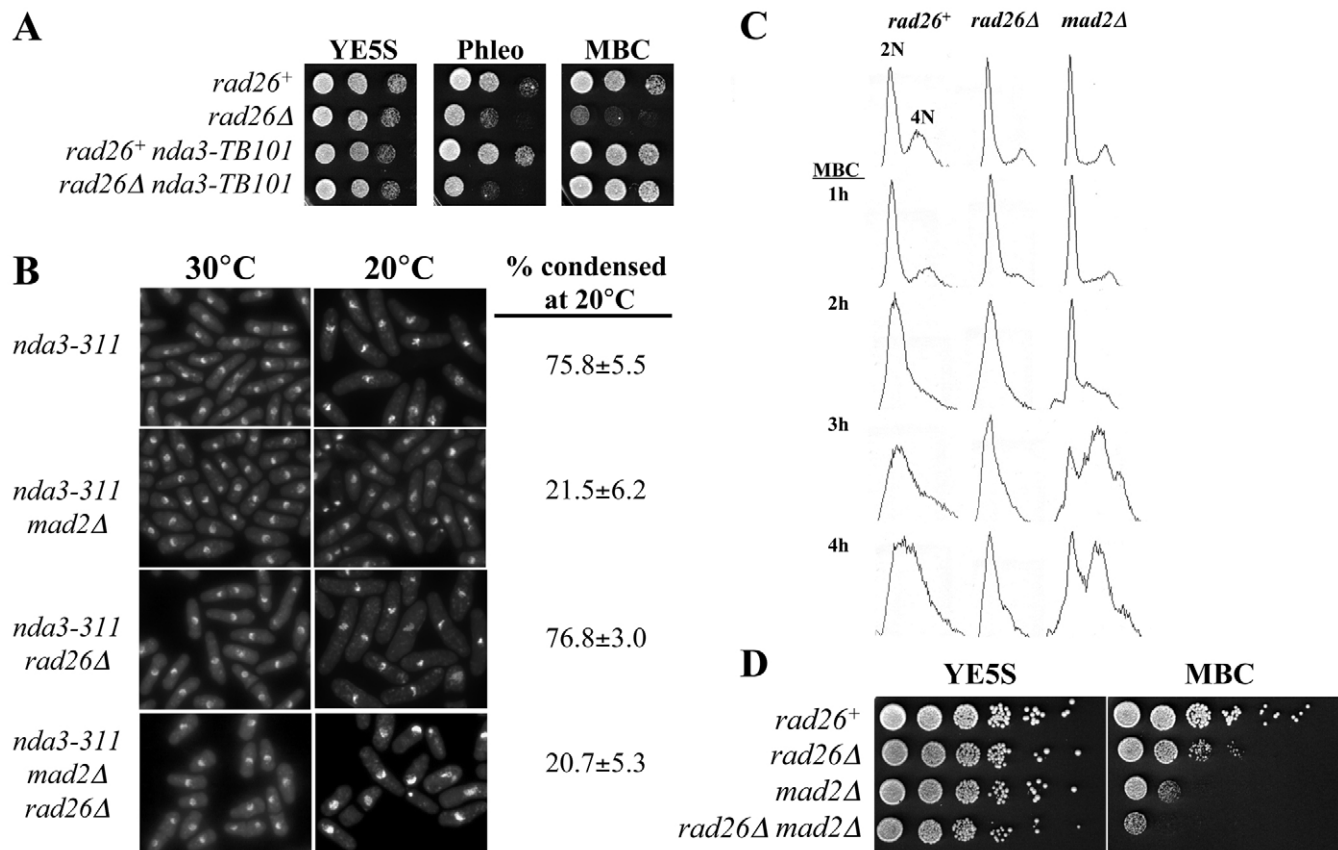 A
YE5S Phleo MBC
rad26+
rad26Δ
rad26+ nda3-TB101
rad26Δ nda3-TB101
B
30°C 20°C % condensed
at 20°C
nda3-311
75.8±5.5
nda3-311
mad2Δ
21.5±6.2
nda3-311
rad26Δ
76.8±3.0
nda3-311
mad2Δ
rad26Δ
20.7±5.3
C
rad26+ rad26Δ mad2Δ
2N
4N
MBC
1h
2h
3h
4h
D
YE5S MBC
rad26+
rad26Δ
mad2Δ
rad26Δ mad2Δ